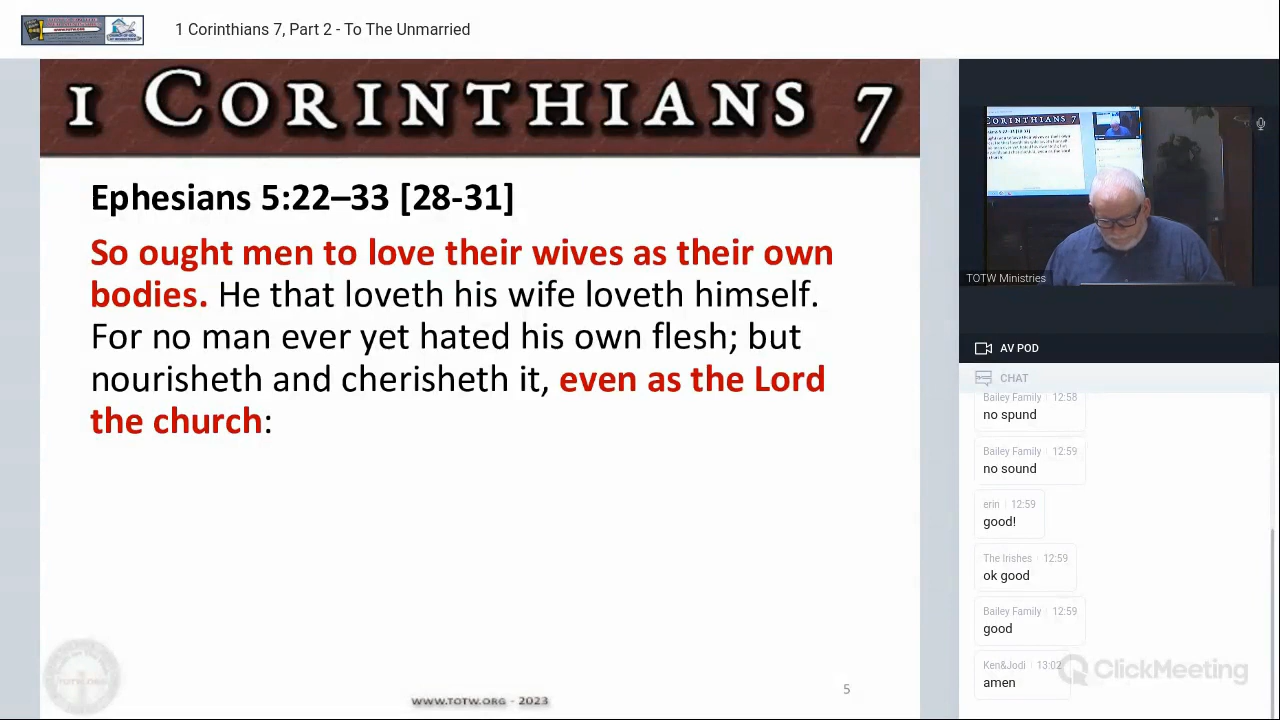 1 Corinthians 7, Part 2 - To The Unmarried
1 CORINTHIANS 7
Ephesians 5:22–33 [28-31]
So ought men to love their wives as their own
bodies. He that loveth his wife loveth himself.
For no man ever yet hated his own flesh; but
nourisheth and cherisheth it, even as the Lord
the church:
WWW.TOTW.ORG - 2023
5
TOTW Ministries
AV POD
CHAT
Bailey Family 12:58
no spund
Bailey Family 12:59
no sound
erin 12:59
good!
The Irishes 12:59
ok good
Bailey Family 12:59
good
Ken&Jodi 13:02
amen
ClickMeeting